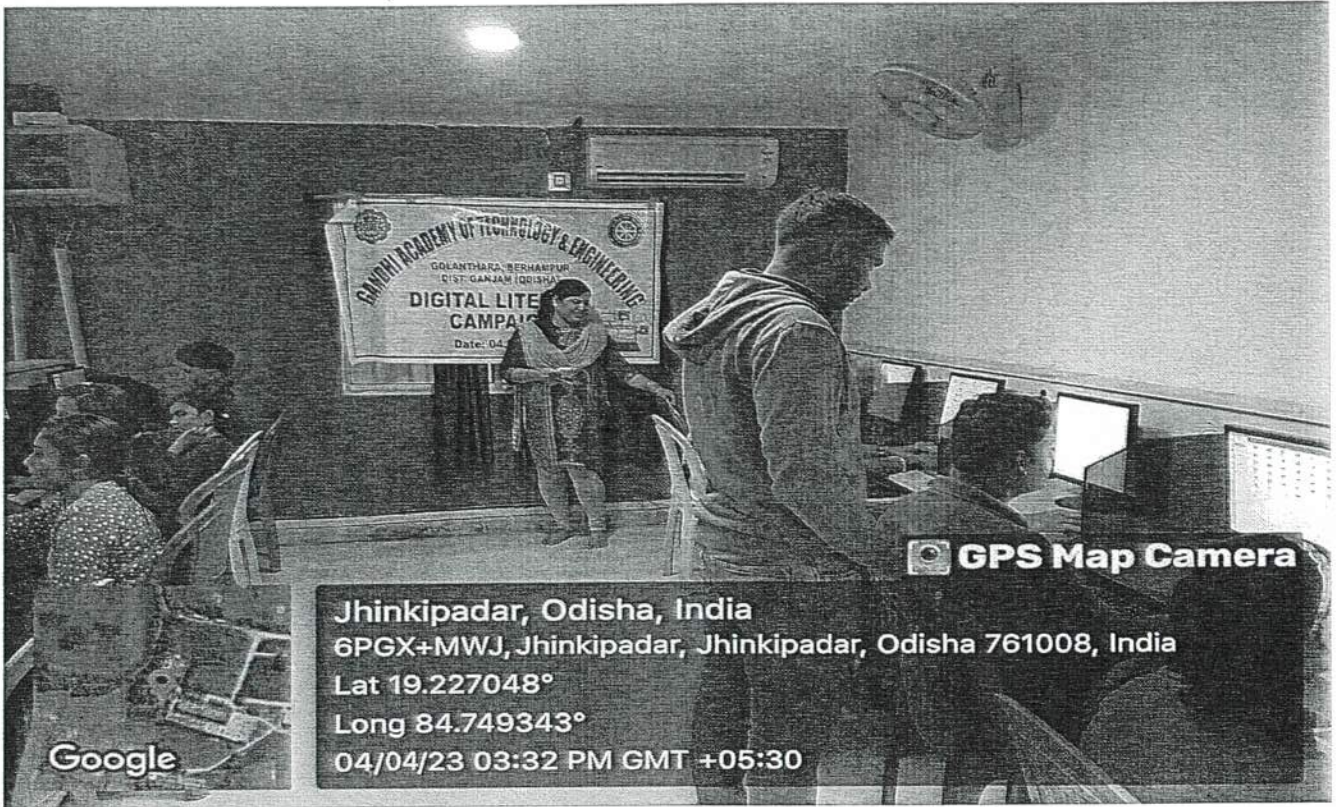 GANDHI ACADEMY OF TECHNOLOGY & ENGINEERING
GOLANTHARA, BERHAMPUR
DIST: GANJAM (ODISHA)
DIGITAL LITE
CAMPAI
Date: 04
GPS Map Camera
Jhinkipadar, Odisha, India
6PGX+MWJ, Jhinkipadar, Jhinkipadar, Odisha 761008, India
Lat 19.227048°
Long 84.749343°
04/04/23 03:32 PM GMT +05:30
Google